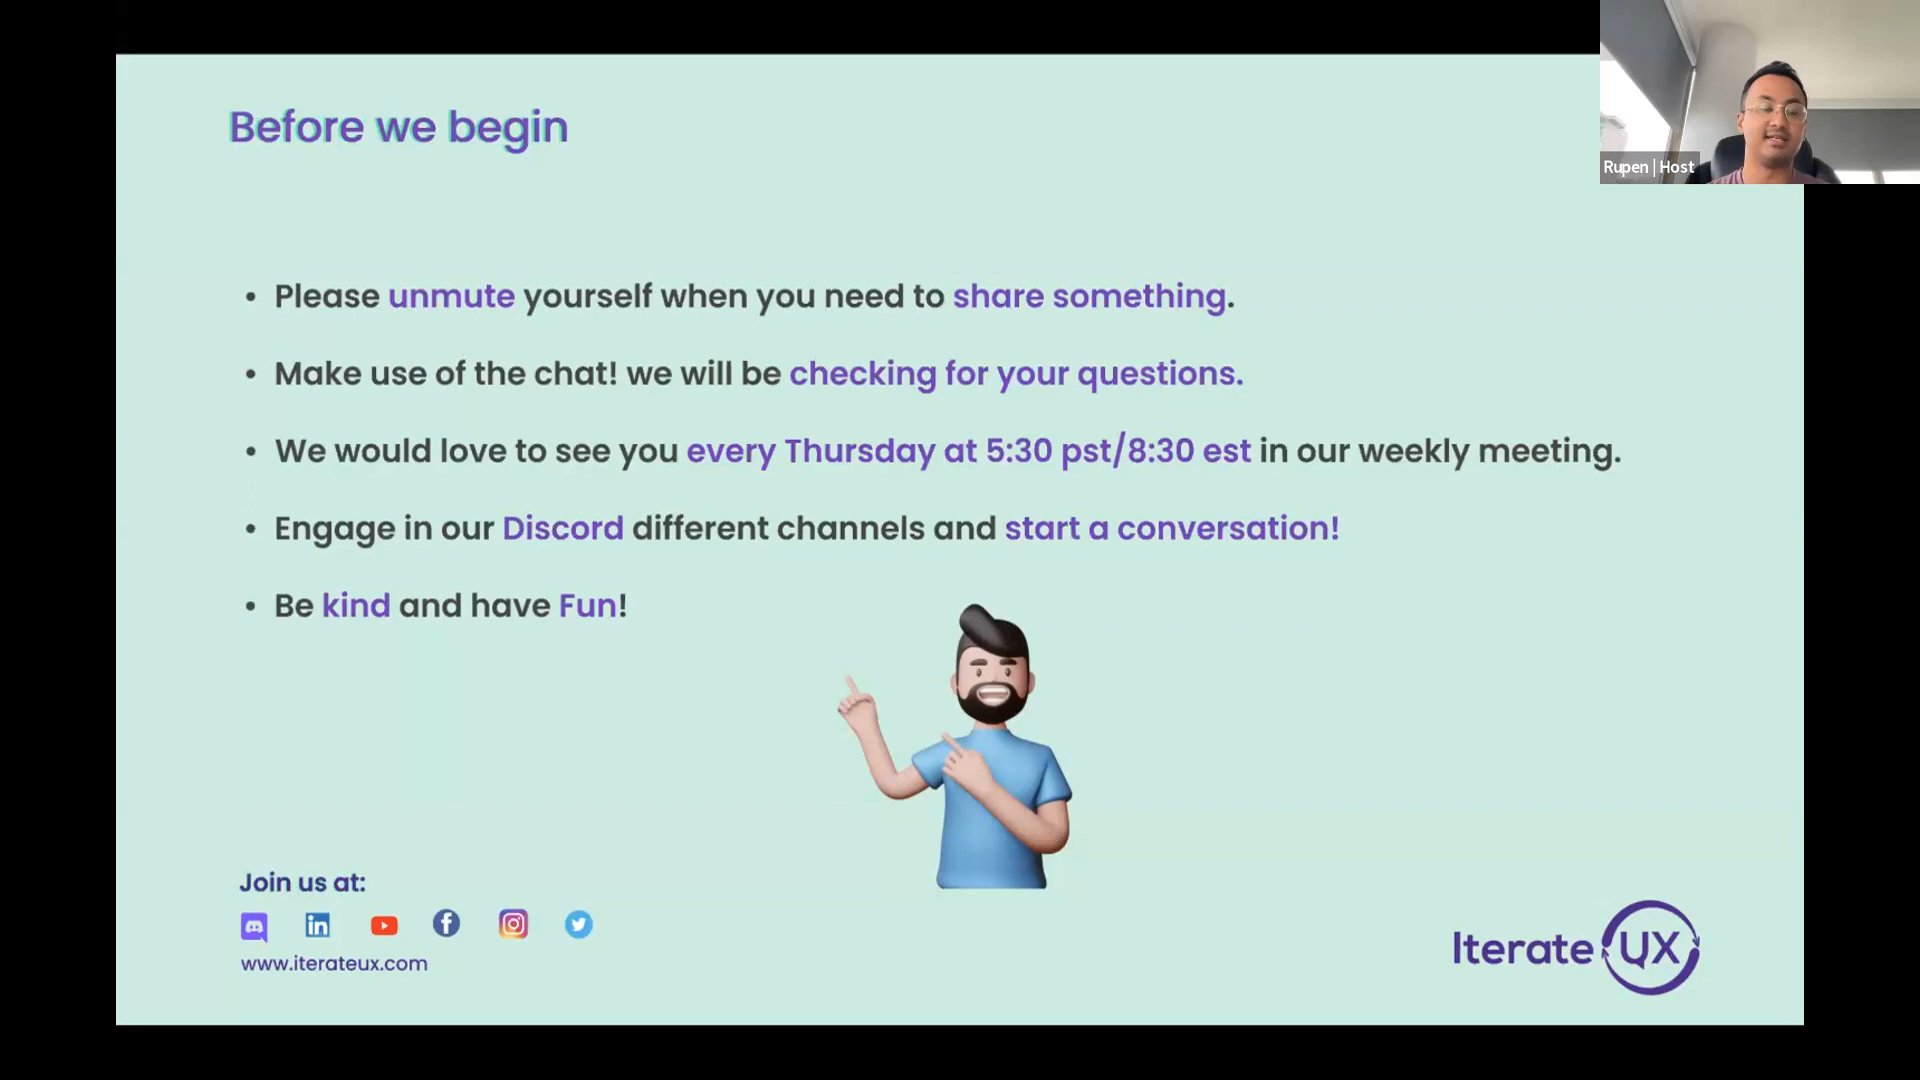 Before we begin
Rupen | Host
• Please unmute yourself when you need to share something.
• Make use of the chat! we will be checking for your questions.
• We would love to see you every Thursday at 5:30 pst/8:30 est in our weekly meeting.
• Engage in our Discord different channels and start a conversation!
• Be kind and have Fun!
Join us at:
www.iterateux.com
Iterate UX